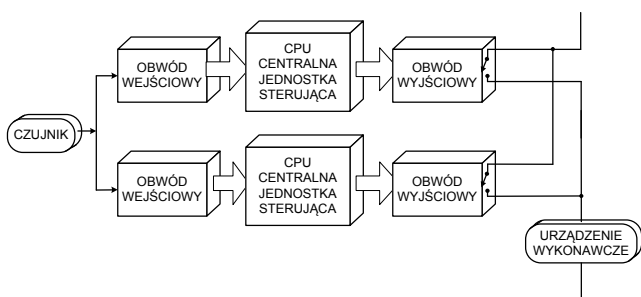 OBWÓD
WEJŚCIOWY
CPU
CENTRALNA
JEDNOSTKA
STERUJĄCA
OBWÓD
WYJŚCIOWY
CZUJNIK
OBWÓD
WEJŚCIOWY
CPU
CENTRALNA
JEDNOSTKA
STERUJĄCA
OBWÓD
WYJŚCIOWY
URZĄDZENIE
WYKONAWCZE